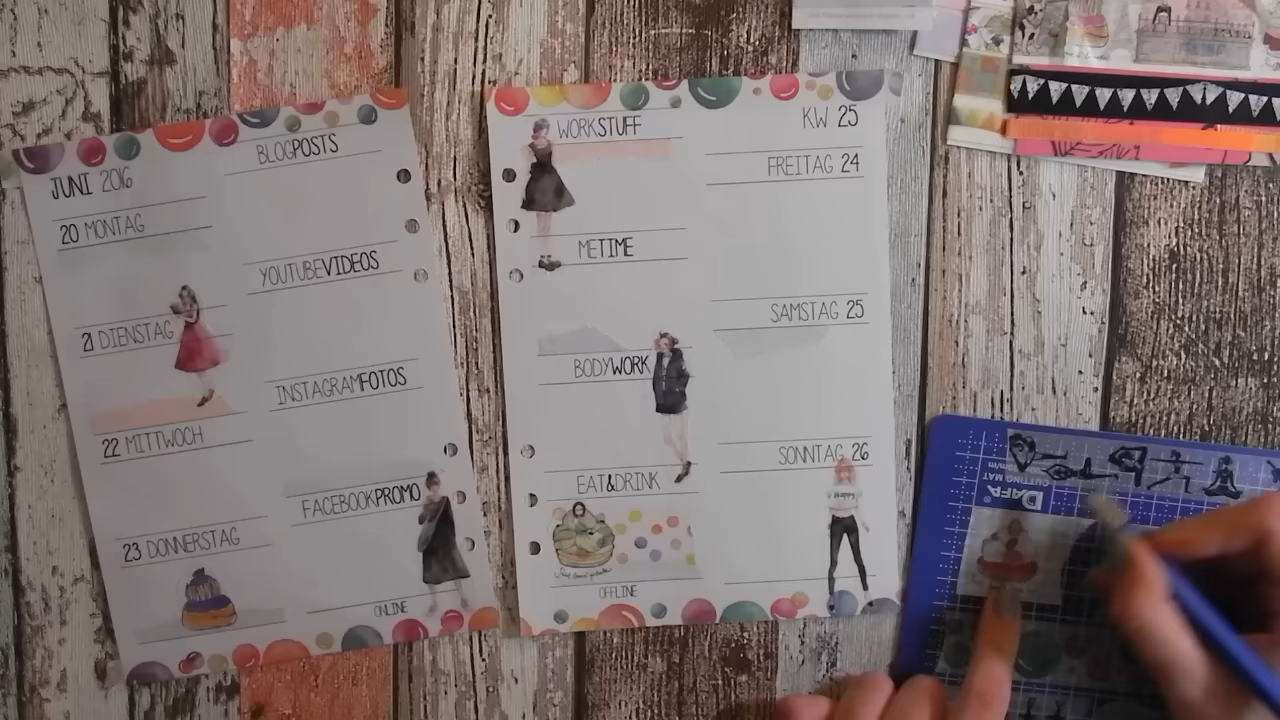 JUNI 2016
20 MONTAG
21 DIENSTAG
22 MITTWOCH
23 DONNERSTAG
BLOGPOSTS
YOUTUBEVIDEOS
INSTAGRAMFOTOS
FACEBOOKPROMO
ONLINE
WORKSTUFF
METIME
BODYWORK
EAT&DRINK
OFFLINE
KW 25
FREITAG 24
SAMSTAG 25
SONNTAG 26
DAFA®
CUTTING MAT